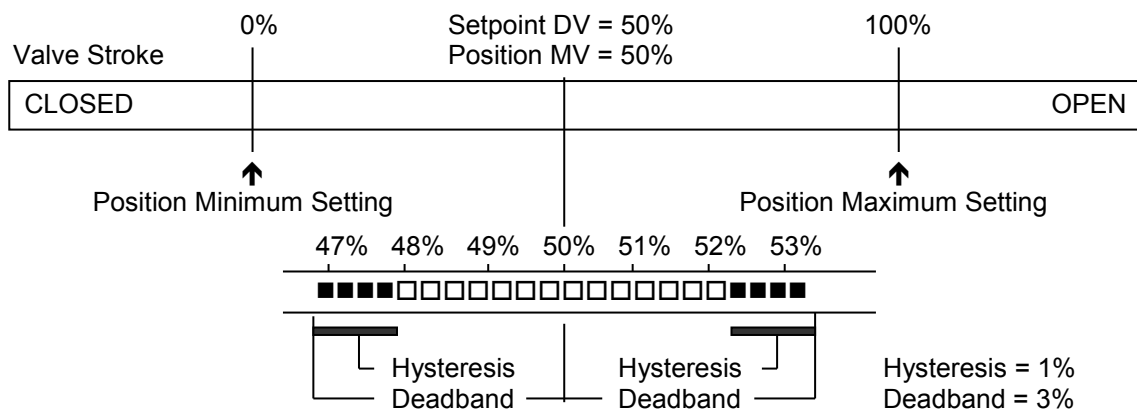 0% Setpoint DV = 50% 100%
Valve Stroke Position MV = 50%
CLOSED OPEN
Position Minimum Setting Position Maximum Setting
47% 48% 49% 50% 51% 52% 53%
Hysteresis Hysteresis Hysteresis = 1%
Deadband Deadband Deadband = 3%